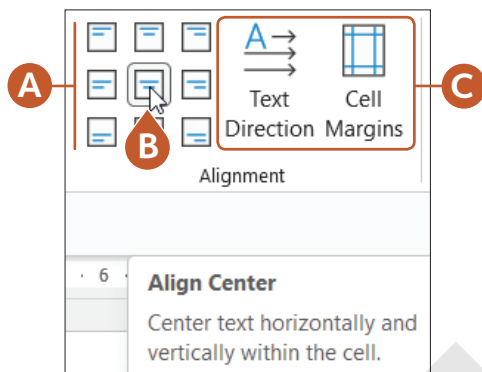 A
B
C
A
Text
Direction
Cell
Margins
Alignment
· 6 ·
Align Center
Center text horizontally and
vertically within the cell.